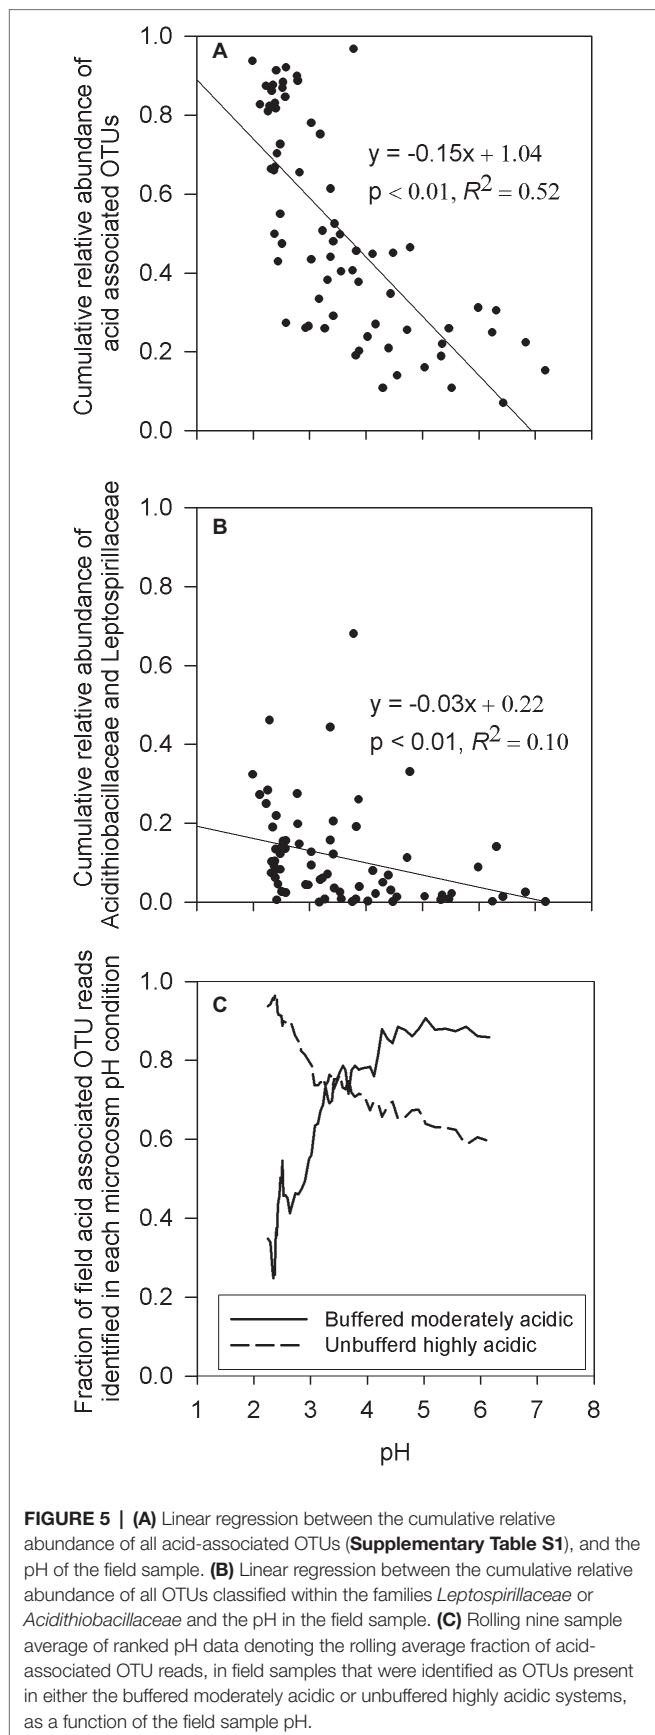 1.0
A
0.8
y = -0.15x + 1.04
p < 0.01, R2 = 0.52
0.6
0.4
0.2
0.0
Cumulative relative abundance of
acid associated OTUs
1.0
B
0.8
0.6
y = -0.03x + 0.22
p < 0.01, R2 = 0.10
0.4
0.2
0.0
Cumulative relative abundance of
Acidithiobacillaceae and Leptospirillaceae
1.0
C
0.8
0.6
0.4
0.2
0.0
Fraction of field acid associated OTU reads
identified in each microcosm pH condition
Buffered moderately acidic
Unbufferd highly acidic
1 2 3 4 5 6 7 8
pH
FIGURE 5 | (A) Linear regression between the cumulative relative
abundance of all acid-associated OTUs (Supplementary Table S1), and the
pH of the field sample. (B) Linear regression between the cumulative relative
abundance of all OTUs classified within the families Leptospirillaceae or
Acidithiobacillaceae and the pH in the field sample. (C) Rolling nine sample
average of ranked pH data denoting the rolling average fraction of acid-
associated OTU reads, in field samples that were identified as OTUs present
in either the buffered moderately acidic or unbuffered highly acidic systems,
as a function of the field sample pH.